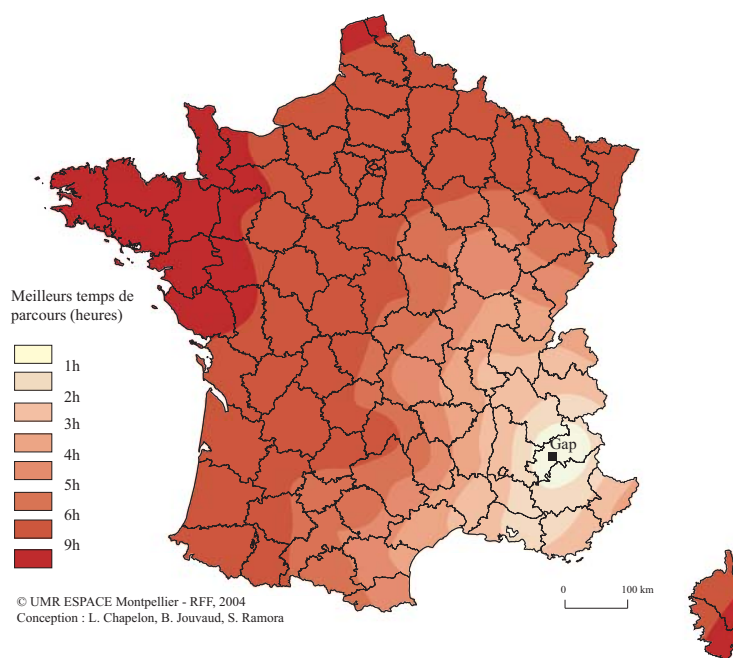 Gap
Meilleurs temps de
parcours (heures)
1h
2h
3h
4h
5h
6h
9h
0 100 km
© UMR ESPACE Montpellier - RFF, 2004
Conception : L. Chapelon, B. Jouvaud, S. Ramora